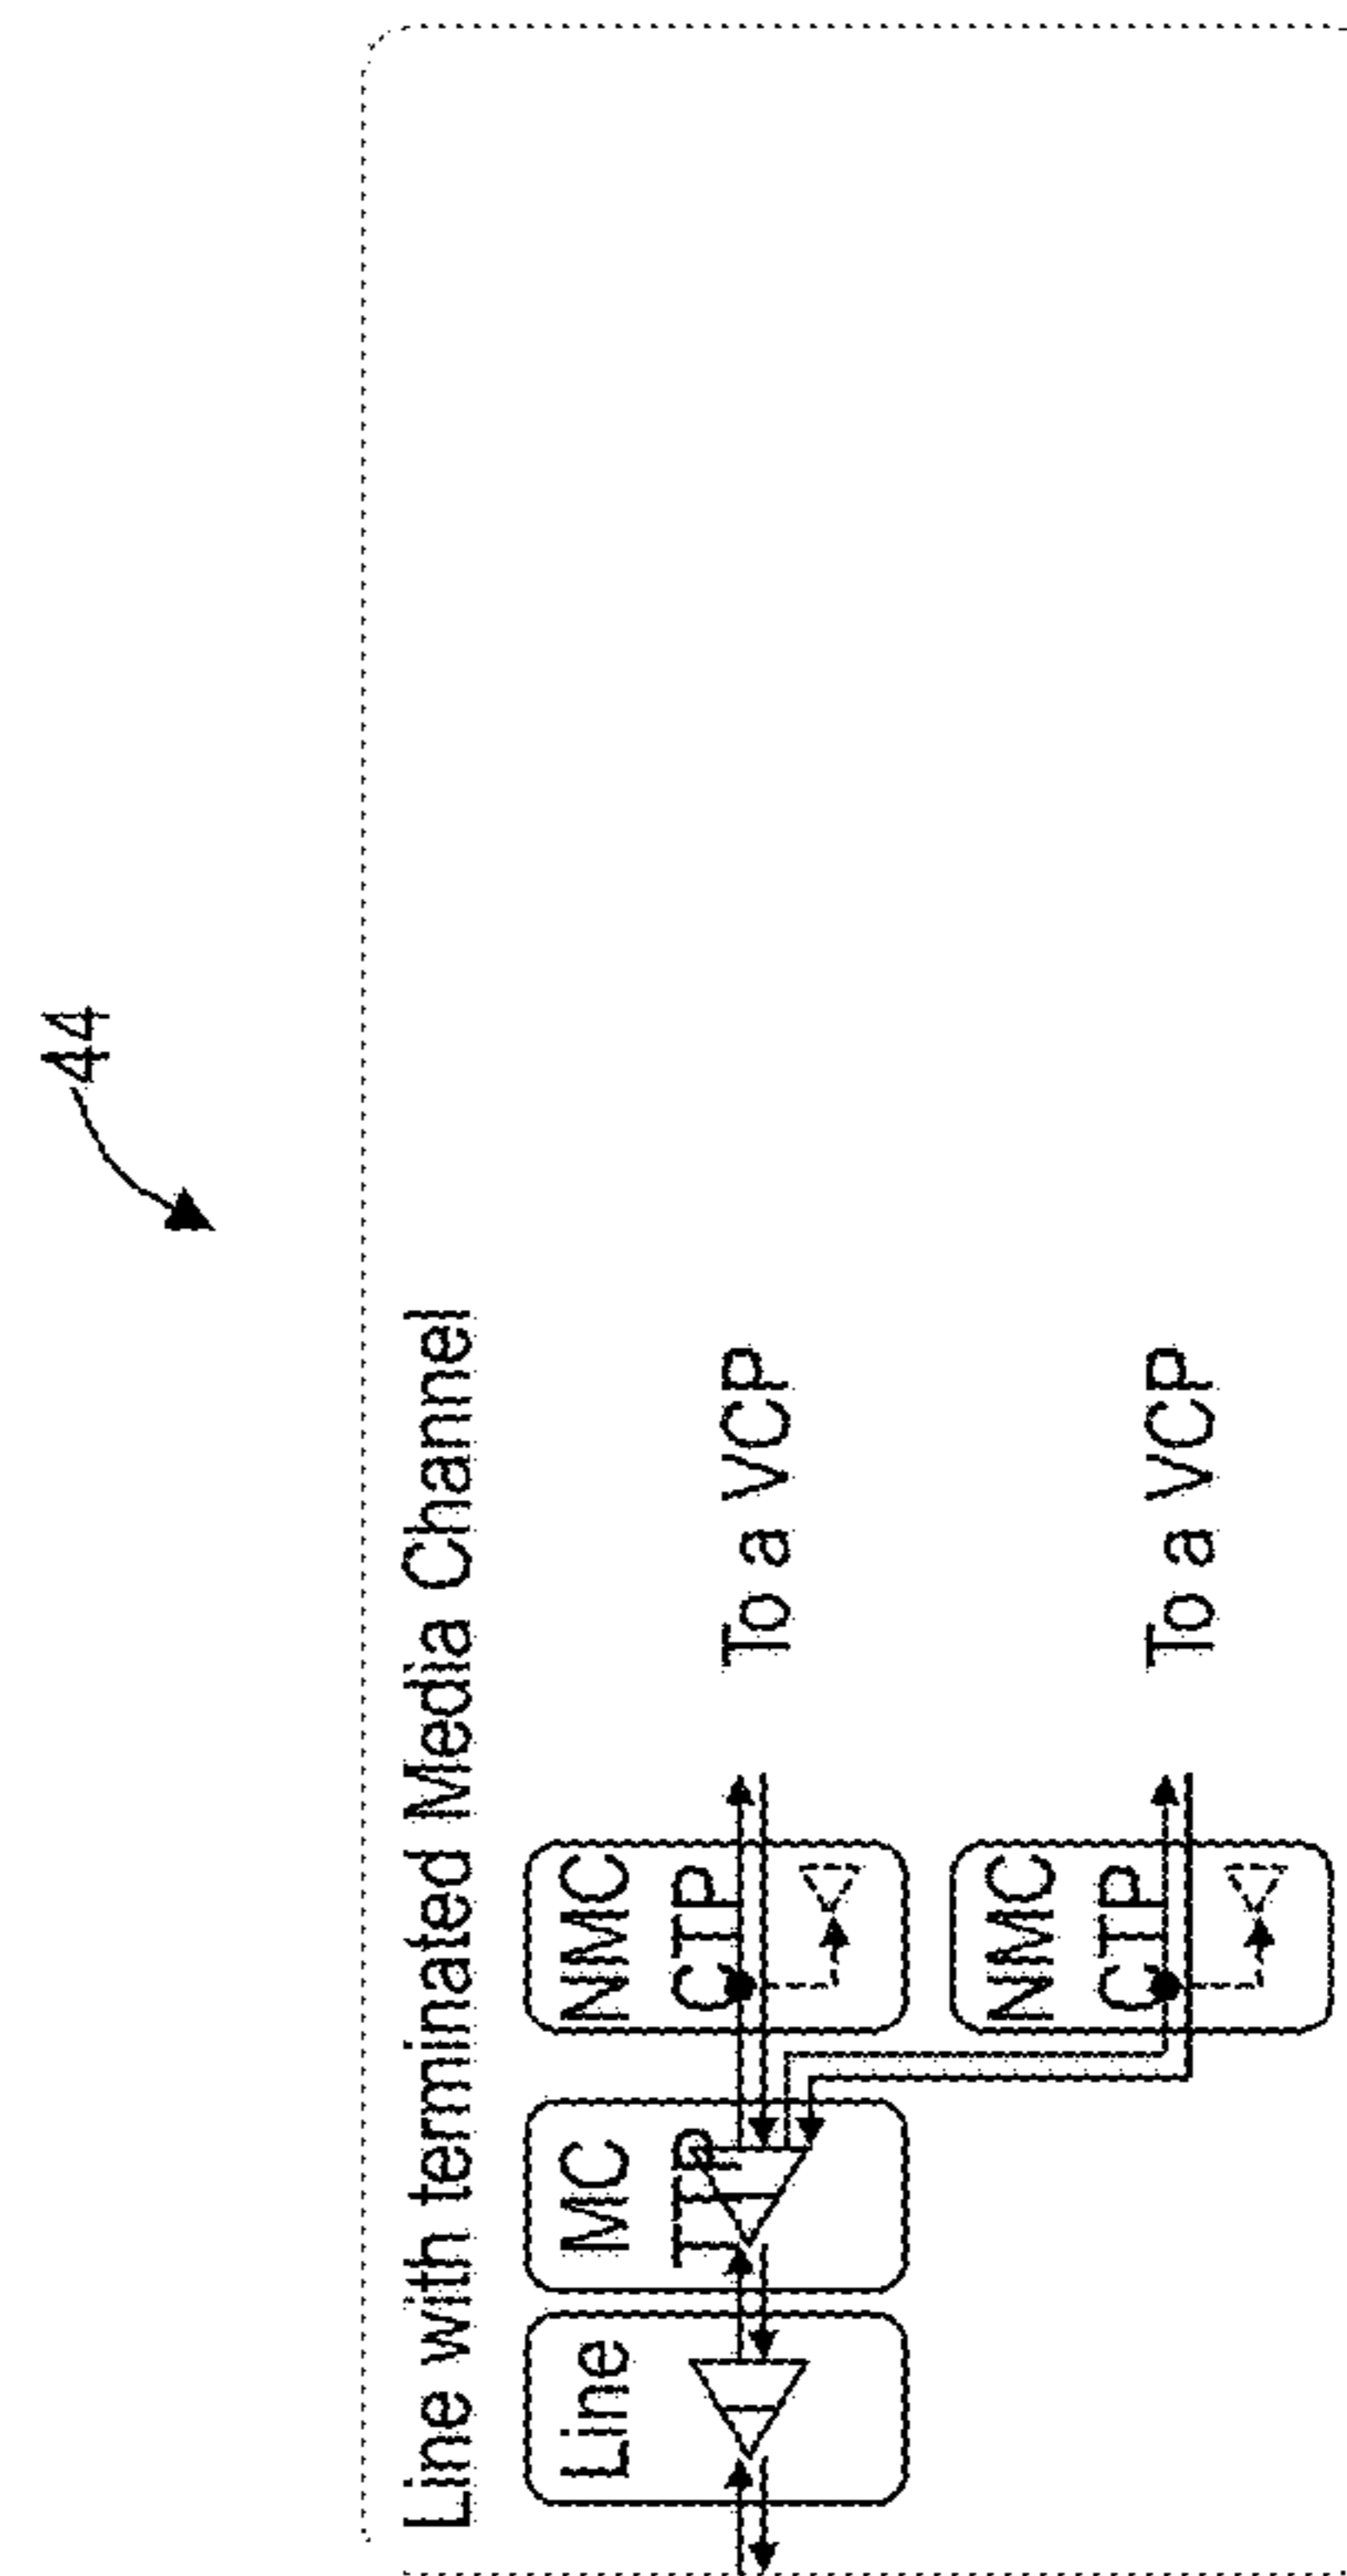 44
Line with terminated Media Channel
Line
MC
TTP
NMC
CTP
To a VCP
NMC
CTP
To a VCP